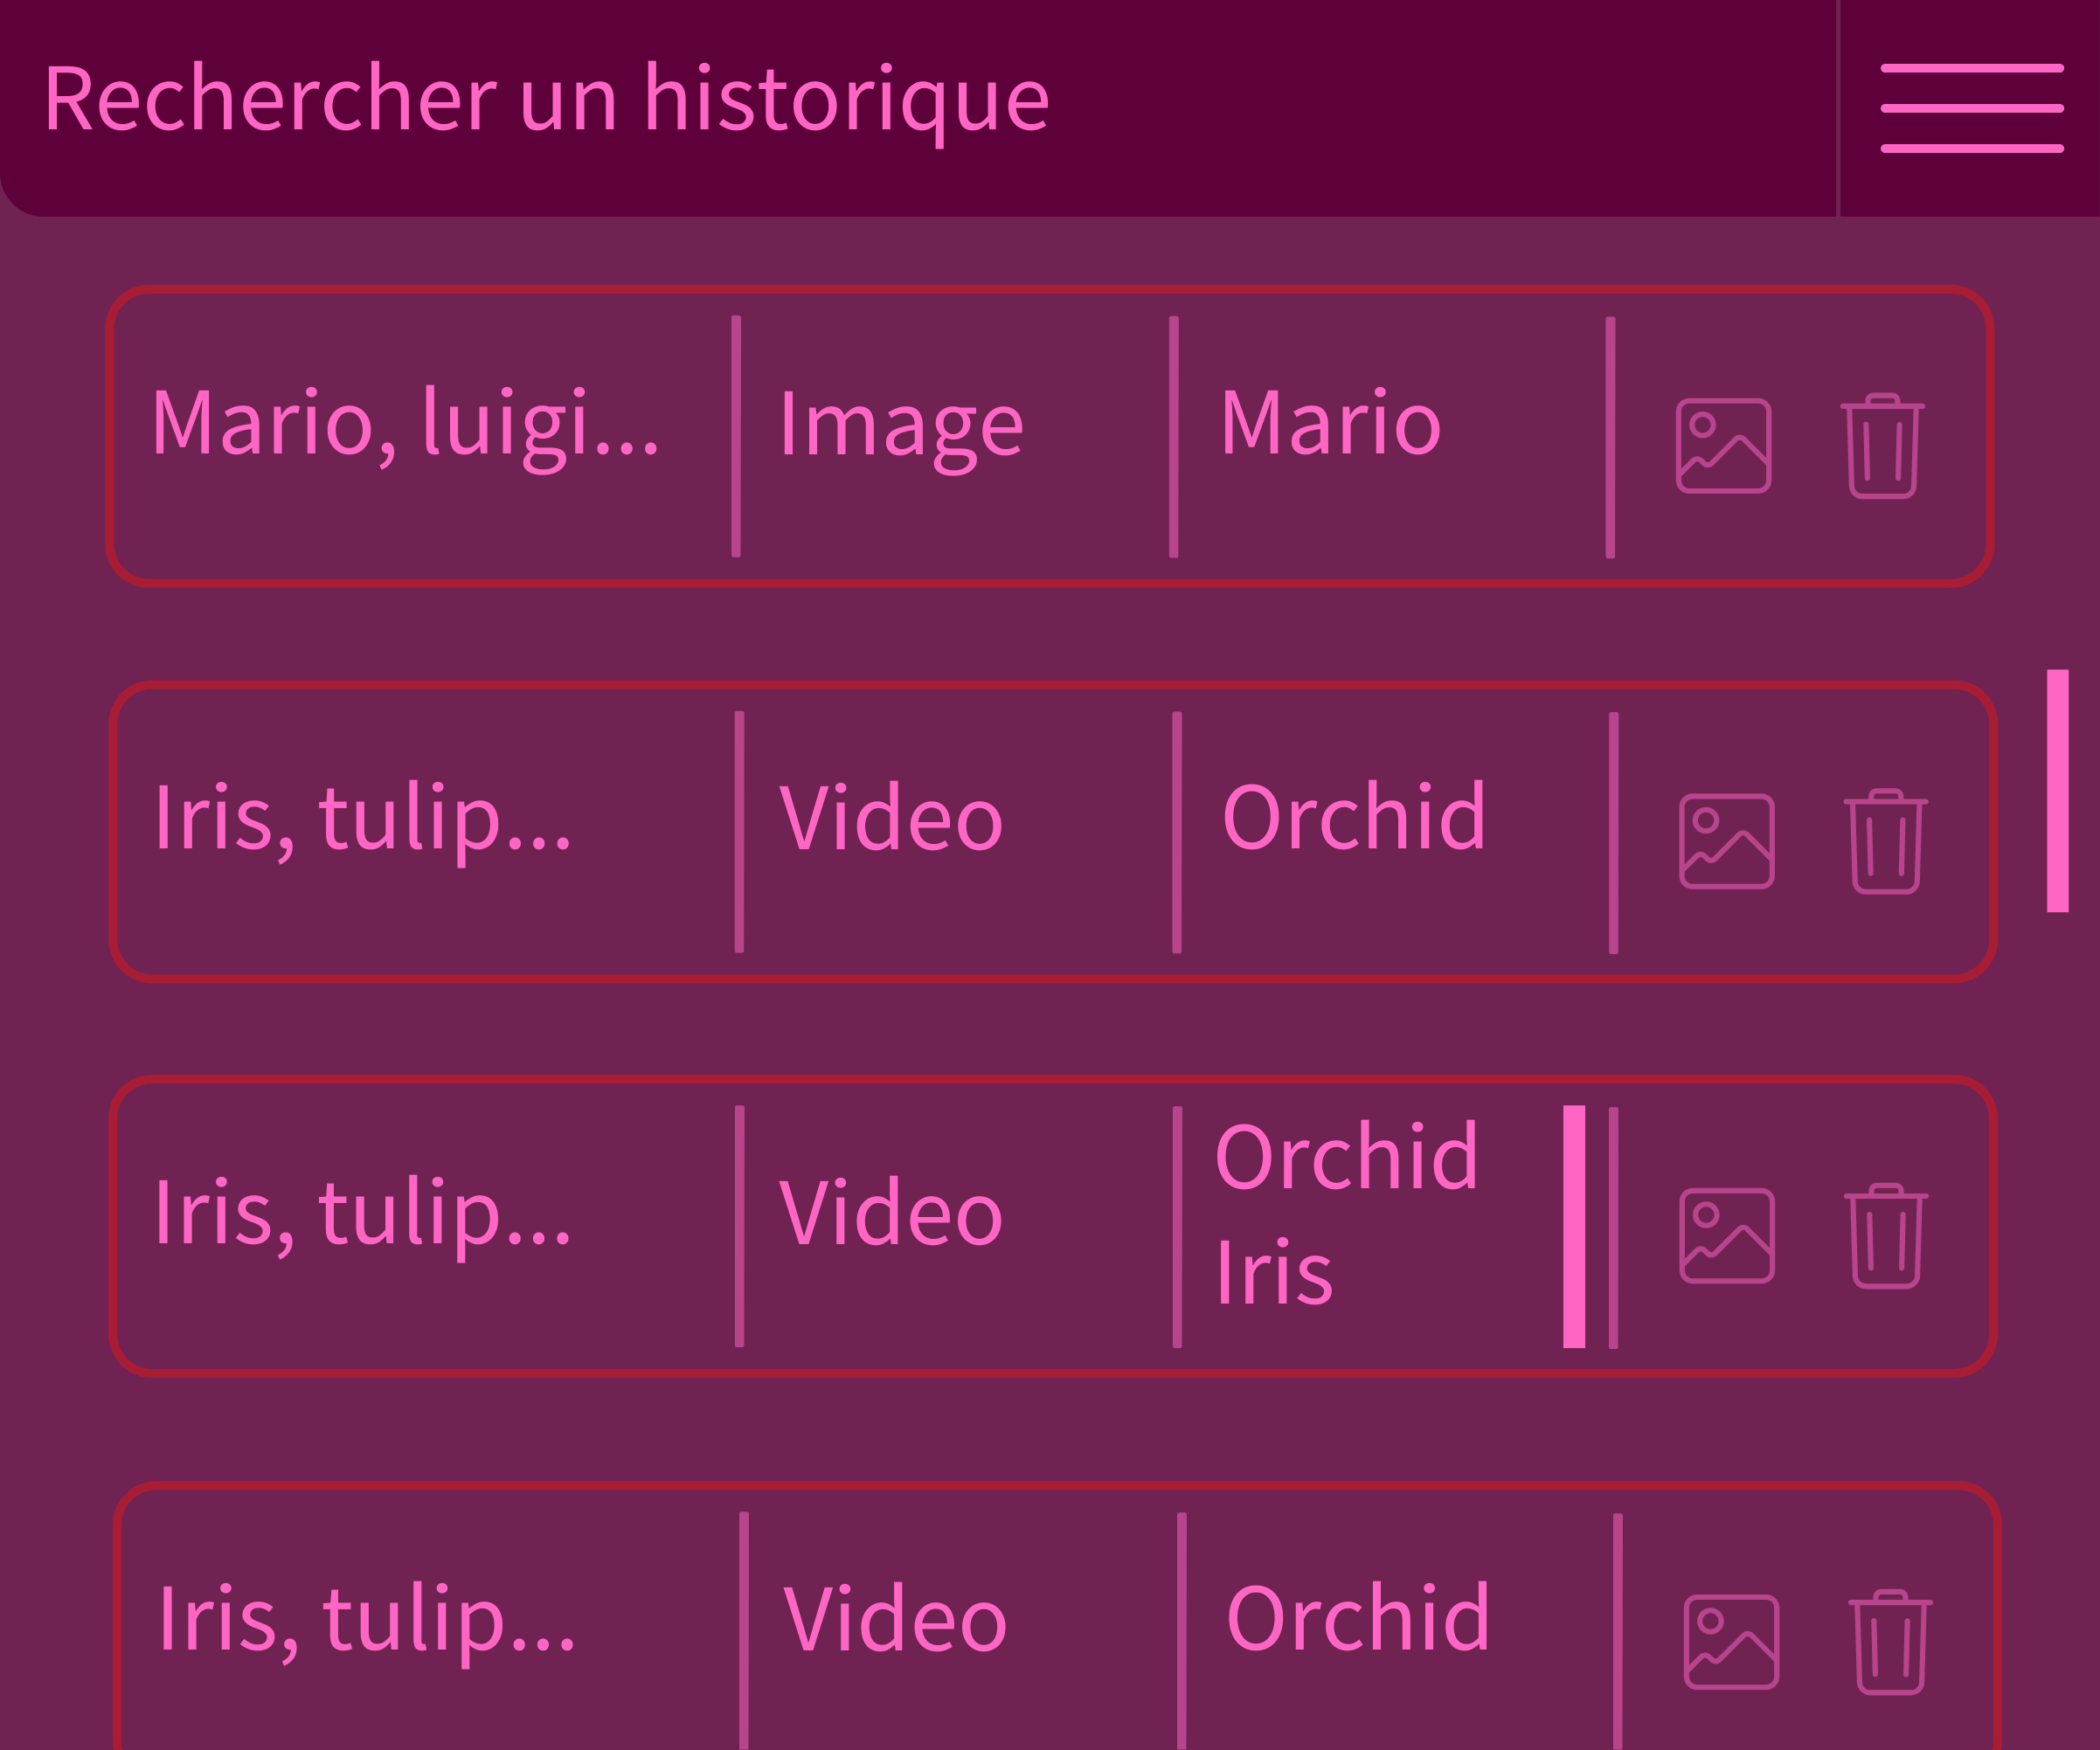 Rechercher un historique
Mario, luigi...
Image
Mario
Iris, tulip...
Video
Orchid
Iris, tulip...
Video
Orchid
Iris
Iris, tulip...
Video
Orchid